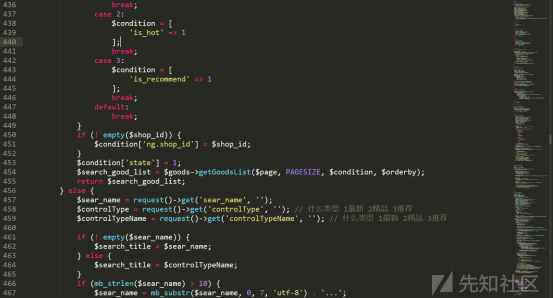 436 break;
437 case 2:
438 $condition = [
439 'is_hot' => 1
440 ];
441 break;
442 case 3:
443 $condition = [
444 'is_recommend' => 1
445 ];
446 break;
447 default:
448 break;
449 }
450 if (! empty($shop_id)) {
451 $condition['ng.shop_id'] = $shop_id;
452 }
453 $condition['state'] = 1;
454 $search_good_list = $goods->getGoodsList($page, PAGESIZE, $condition, $orderby);
455 return $search_good_list;
456 } else {
457 $sear_name = request()->get('sear_name', '');
458 $controlType = request()->get('controlType', ''); // 什么类型 1最新 2精品 3推荐
459 $controlTypeName = request()->get('controlTypeName', ''); // 什么类型 1最新 2精品 3推荐
460
461 if (! empty($sear_name)) {
462 $search_title = $sear_name;
463 } else {
464 $search_title = $controlTypeName;
465 }
466 if (mb_strlen($sear_name) > 10) {
467 $sear_name = mb_substr($sear_name, 0, 7, 'utf-8') . '...';
先知社区